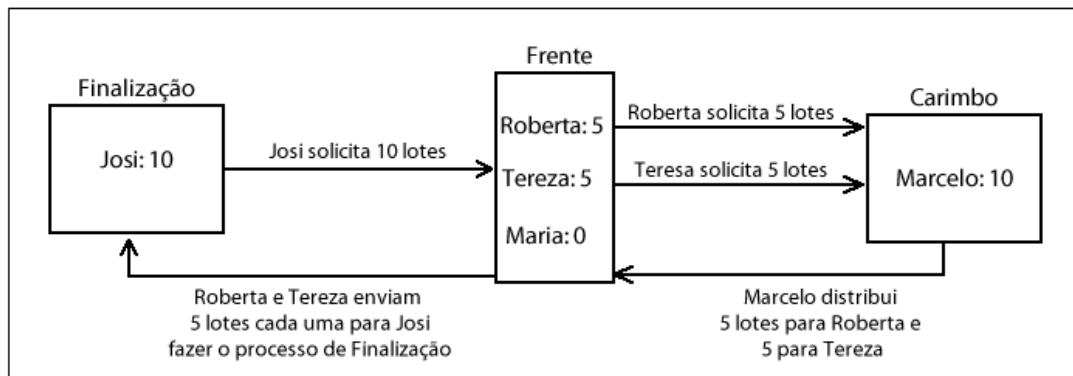 Finalização
Josi: 10
Josi solicita 10 lotes
Frente
Roberta: 5
Tereza: 5
Maria: 0
Roberta solicita 5 lotes
Teresa solicita 5 lotes
Carimbo
Marcelo: 10
Roberta e Tereza enviam
5 lotes cada uma para Josi
fazer o processo de Finalização
Marcelo distribui
5 lotes para Roberta e
5 para Tereza